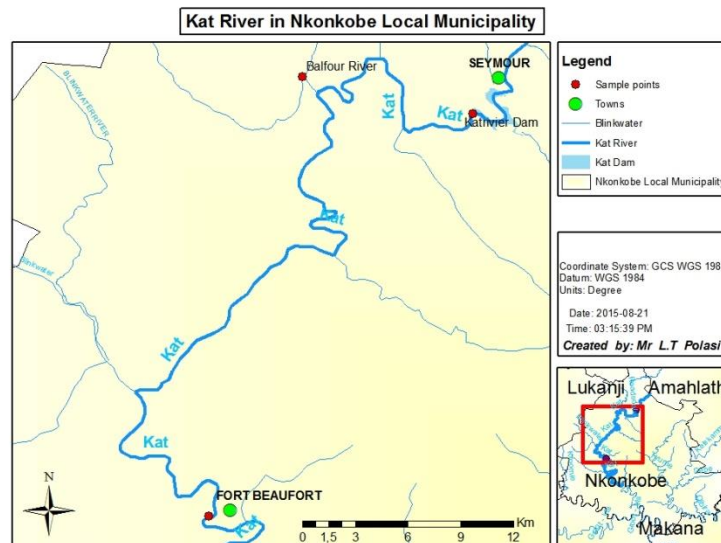 Kat River in Nkonkobe Local Municipality
BLINKWATERRIVER
Balfour River
SEYMOUR
Kat
Kat
Kathivier Dam
Kat
Blinkwater
Kat
Kat
FORT BEAUFORT
Kat
N
0 1,5 3 6 9 12
Km
Legend
Sample points
Towns
Blinkwater
Kat River
Kat Dam
Nkonkobe Local Municipality
Coordinate System: GCS WGS 198
Datum: WGS 1984
Units: Degree
Date: 2015-08-21
Time: 03:15:39 PM
Created by: Mr L.T Polasi
Lukanji
Amahlath
Nkonkobe
Makana